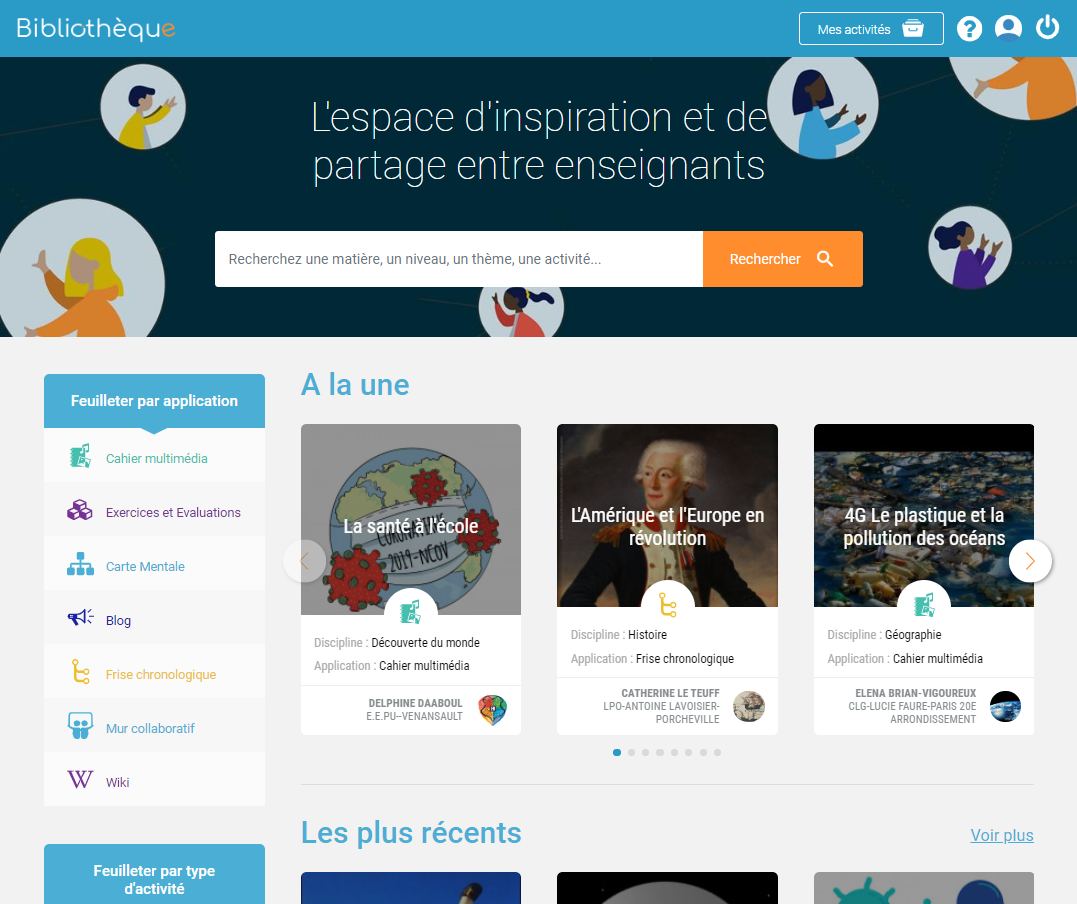 Bibliothèque
Mes activités
?
L'espace d'inspiration et de
partage entre enseignants
Recherchez une matière, un niveau, un thème, une activité...
Rechercher
Feuilleter par application
Cahier multimédia
Exercices et Evaluations
Carte Mentale
Blog
Frise chronologique
Mur collaboratif
W Wiki
Feuilleter par type
d'activité
A la une
La santé à l'école
CORONAVIRUS
2019-NCOV
Discipline : Découverte du monde
Application : Cahier multimédia
DELPHINE DAABOUL
E.E.PU--VENANSAULT
L'Amérique et l'Europe en
révolution
Discipline : Histoire
Application : Frise chronologique
CATHERINE LE TEUFF
LPO-ANTOINE LAVOISIER-
PORCHEVILLE
4G Le plastique et la
pollution des océans
Discipline : Géographie
Application : Cahier multimédia
ELENA BRIAN-VIGOUREUX
CLG-LUCIE FAURE-PARIS 20E
ARRONDISSEMENT
Les plus récents
Voir plus